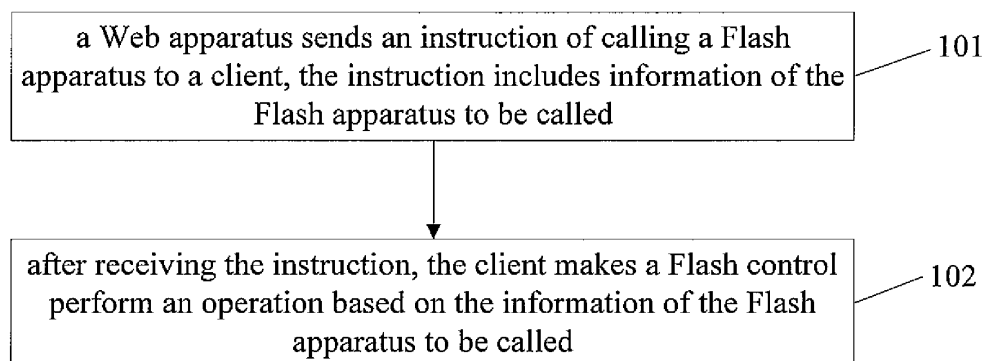 a Web apparatus sends an instruction of calling a Flash
apparatus to a client, the instruction includes information of the
Flash apparatus to be called
101
after receiving the instruction, the client makes a Flash control
perform an operation based on the information of the Flash
apparatus to be called
102